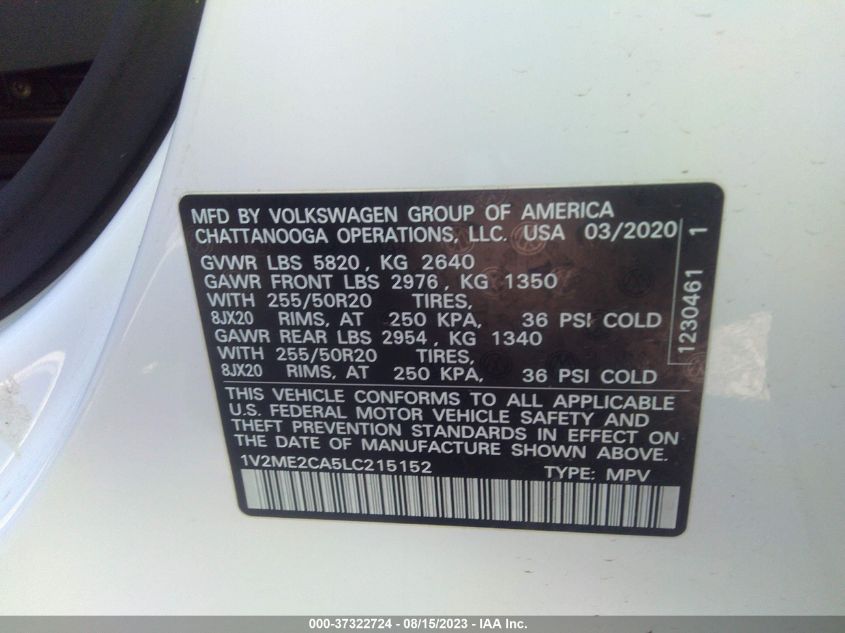 MFD BY VOLKSWAGEN GROUP OF AMERICA
CHATTANOOGA OPERATIONS, LLC. USA 03/2020
GVWR LBS 5820, KG 2640
GAWR FRONT LBS 2976, KG 1350
WITH 255/50R20 TIRES,
8JX20 RIMS, AT 250 KPA, 36 PSI COLD
GAWR REAR LBS 2954, KG 1340
WITH 255/50R20 TIRES,
8JX20 RIMS, AT 250 KPA, 36 PSI COLD
1230461 1
THIS VEHICLE CONFORMS TO ALL APPLICABLE
U.S. FEDERAL MOTOR VEHICLE SAFETY AND
THEFT PREVENTION STANDARDS IN EFFECT ON
THE DATE OF MANUFACTURE SHOWN ABOVE.
1V2ME2CA5LC215152 TYPE: MPV
000-37322724 - 08/15/2023 - IAA Inc.